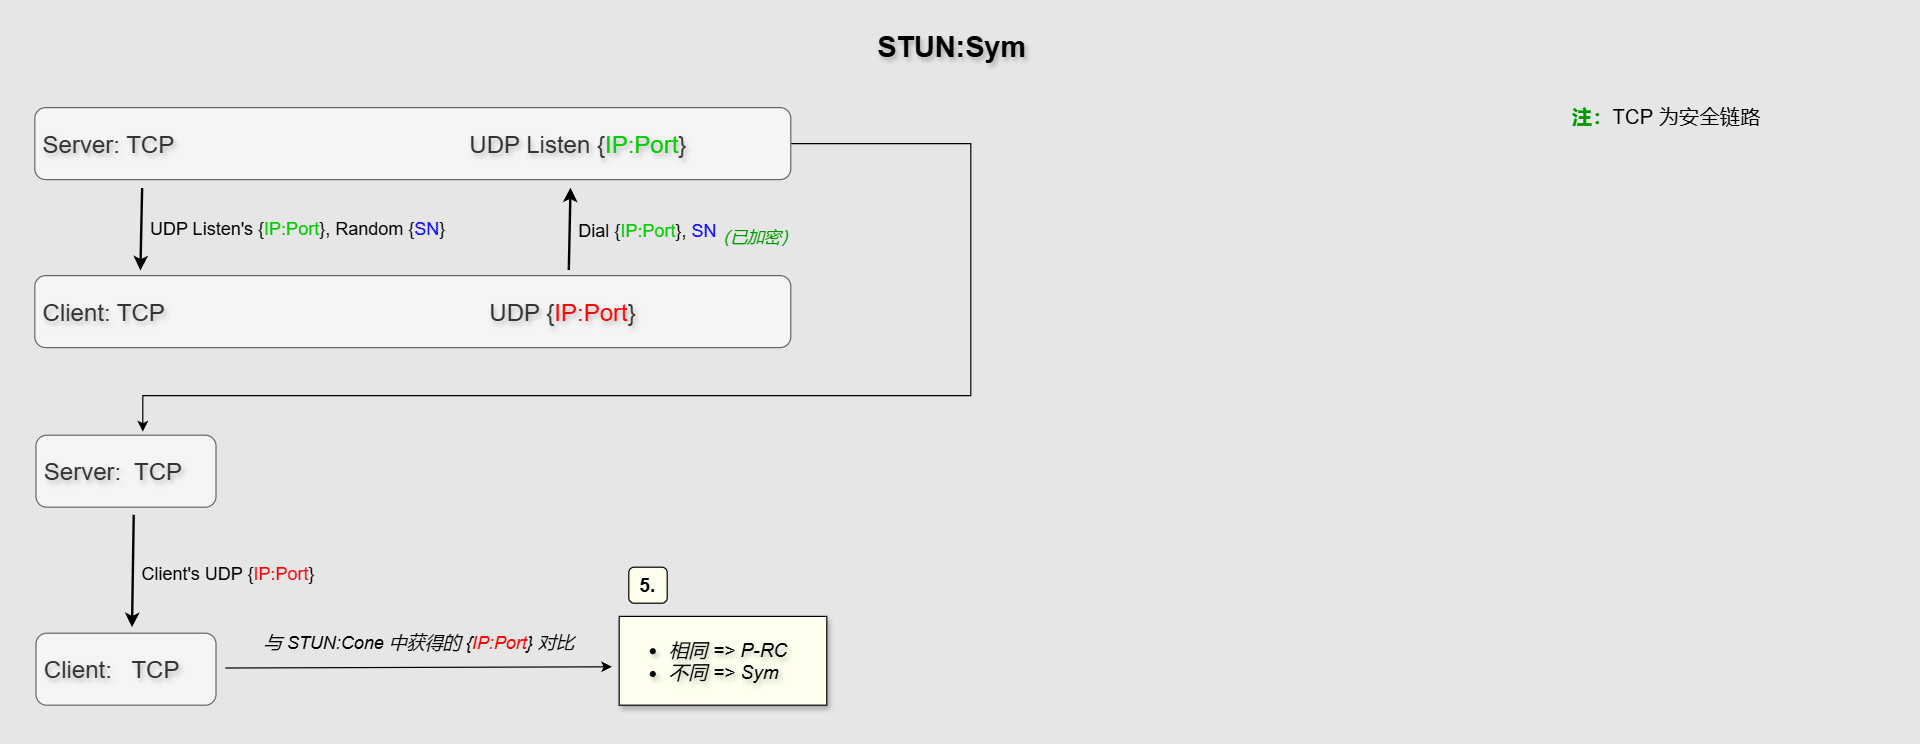 STUN:Sym
注：TCP 为安全链路
Server: TCP
UDP Listen {IP:Port}
UDP Listen's {IP:Port}, Random {SN}
Dial {IP:Port}, SN (已加密)
Client: TCP
UDP {IP:Port}
Server: TCP
Client's UDP {IP:Port}
5.
与 STUN:Cone 中获得的 {IP:Port} 对比
Client: TCP
• 相同 => P-RC
• 不同 => Sym